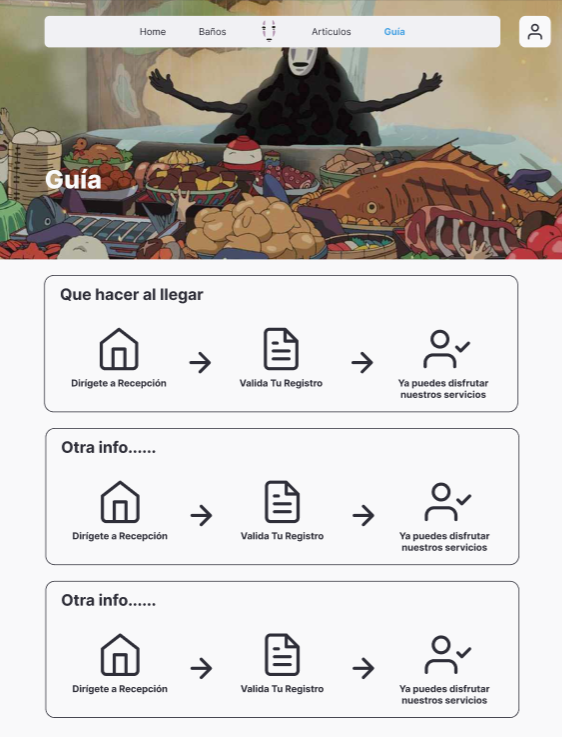 Home Baños Articulos Guía
Guía
Que hacer al llegar
Dirígete a Recepción
Valida Tu Registro
Ya puedes disfrutar
nuestros servicios
Otra info......
Dirígete a Recepción
Valida Tu Registro
Ya puedes disfrutar
nuestros servicios
Otra info......
Dirígete a Recepción
Valida Tu Registro
Ya puedes disfrutar
nuestros servicios